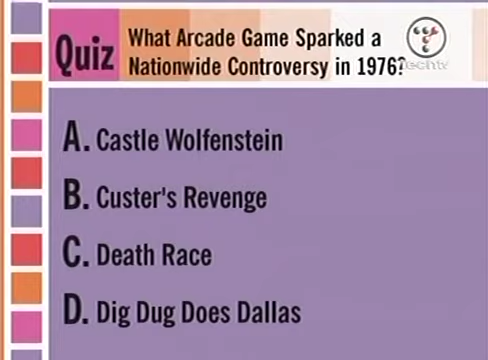 Quiz
What Arcade Game Sparked a
Nationwide Controversy in 1976?
Techtv
A. Castle Wolfenstein
B. Custer's Revenge
C. Death Race
D. Dig Dug Does Dallas